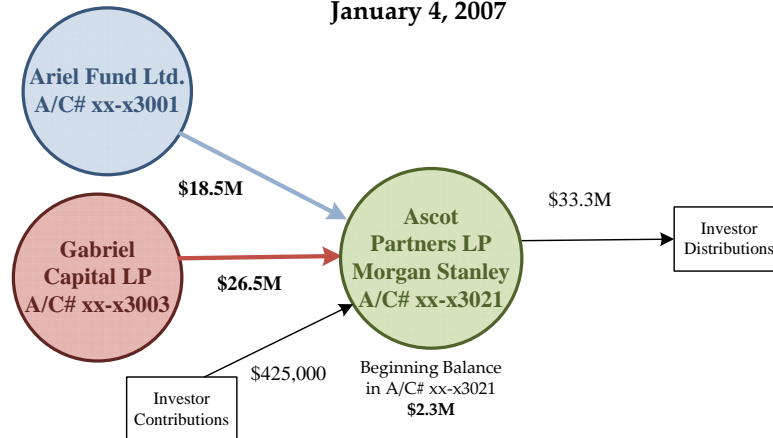 January 4, 2007
Ariel Fund Ltd.
A/C# xx-x3001
$18.5M
Gabriel
Capital LP
A/C# xx-x3003
$26.5M
Ascot
Partners LP
Morgan Stanley
A/C# xx-x3021
$33.3M
Investor
Distributions
Investor
Contributions
$425,000
Beginning Balance
in A/C# xx-x3021
$2.3M